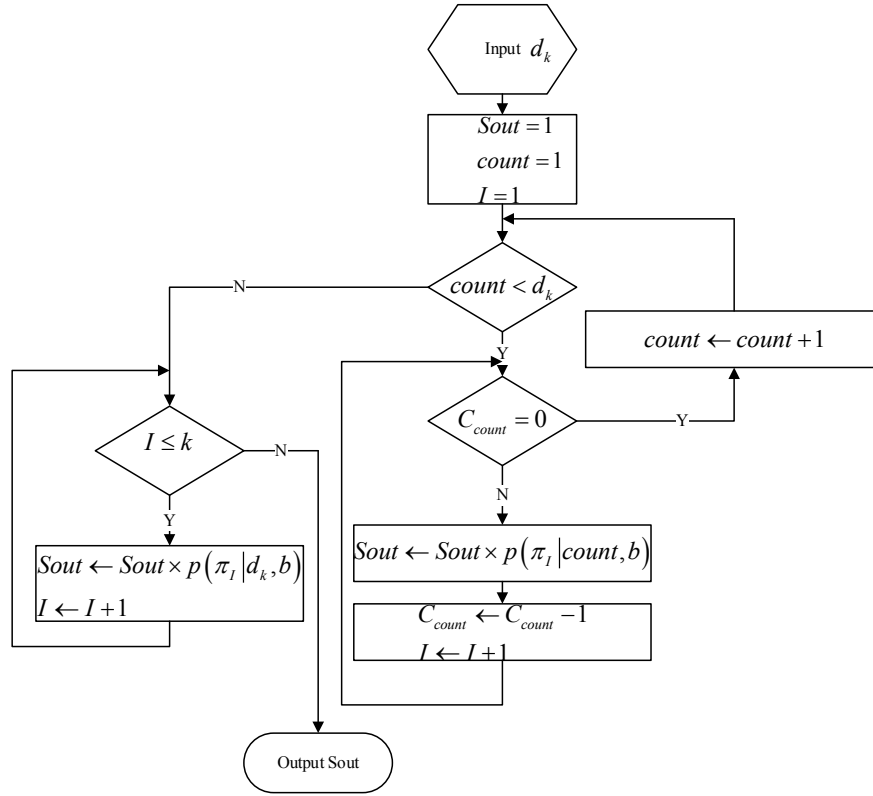 Input d_k
Sout = 1
count = 1
I = 1
count < d_k
N
Y
count ← count + 1
C_count = 0
Y
N
I ≤ k
N
Y
Sout ← Sout × p(π_I | d_k, b)
I ← I + 1
Sout ← Sout × p(π_I | count, b)
C_count ← C_count − 1
I ← I + 1
Output Sout